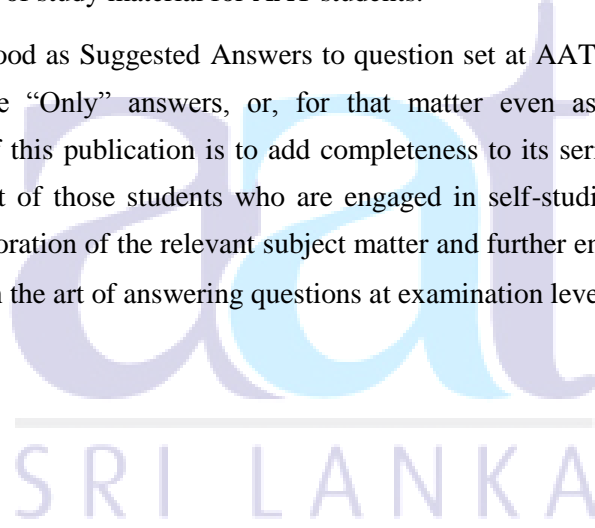 of study material for AAT students.
ood as Suggested Answers to question set at AAT
e “Only” answers, or, for that matter even as
this publication is to add completeness to its seri
t of those students who are engaged in self-studi
oration of the relevant subject matter and further en
the art of answering questions at examination leve
aat
SRI LANKA